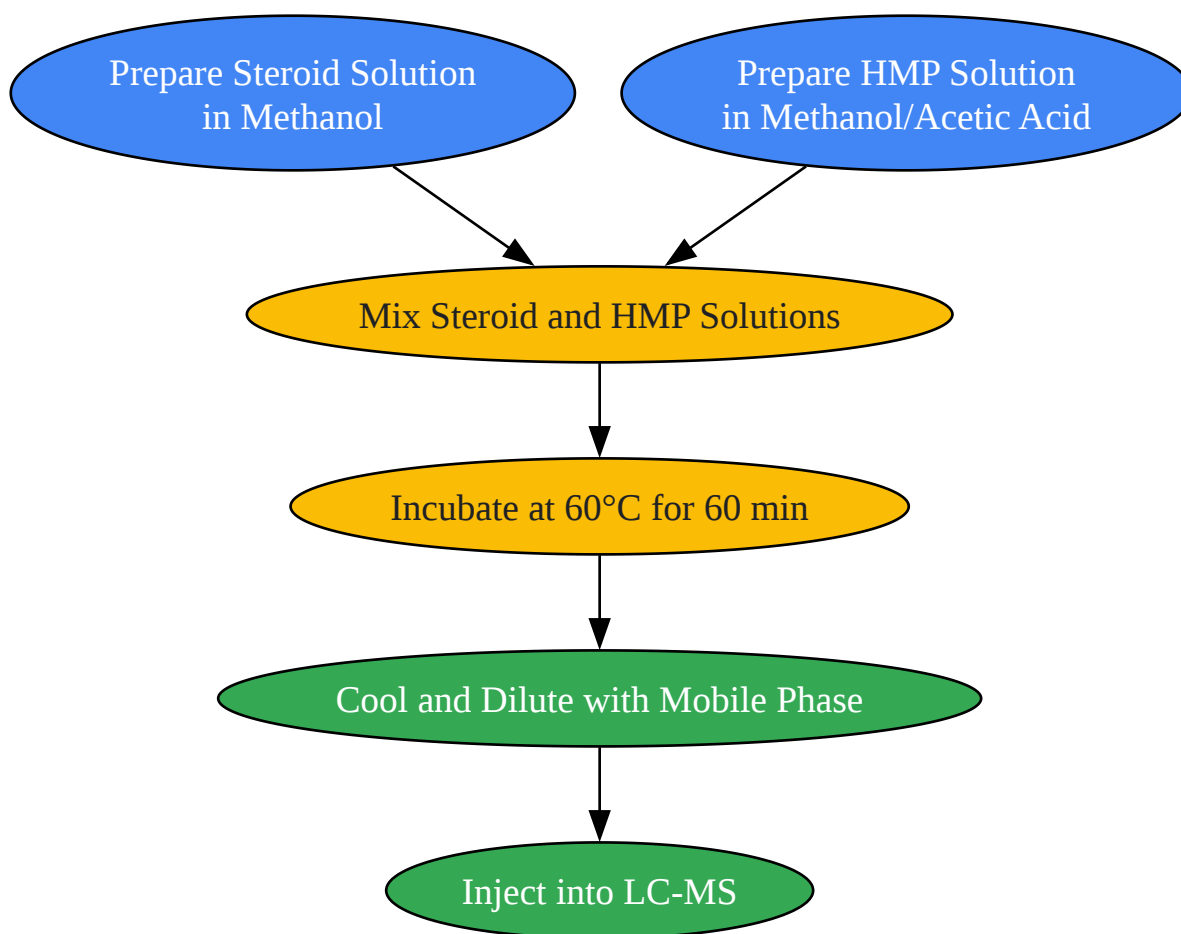 Prepare Steroid Solution
in Methanol
Prepare HMP Solution
in Methanol/Acetic Acid
Mix Steroid and HMP Solutions
Incubate at 60°C for 60 min
Cool and Dilute with Mobile Phase
Inject into LC-MS